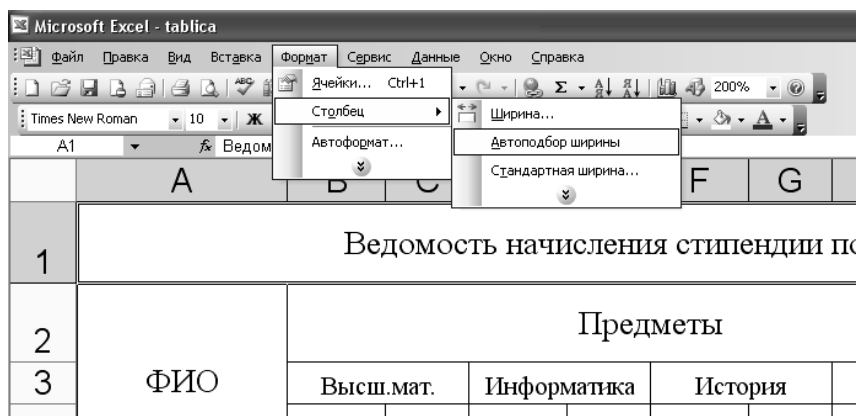 Microsoft Excel - tablica
Файл Правка Вид Вставка Формат Сервис Данные Окно Справка
Ячейки... Ctrl+1
200%
Times New Roman 10 Ж
Столбец
Ширина...
A1 fx Ведом
Автоформат...
Автоподбор ширины
Стандартная ширина...
A B C F G
1 Ведомость начисления стипендии по
2 Предметы
3 ФИО Высш.мат. Информатика История